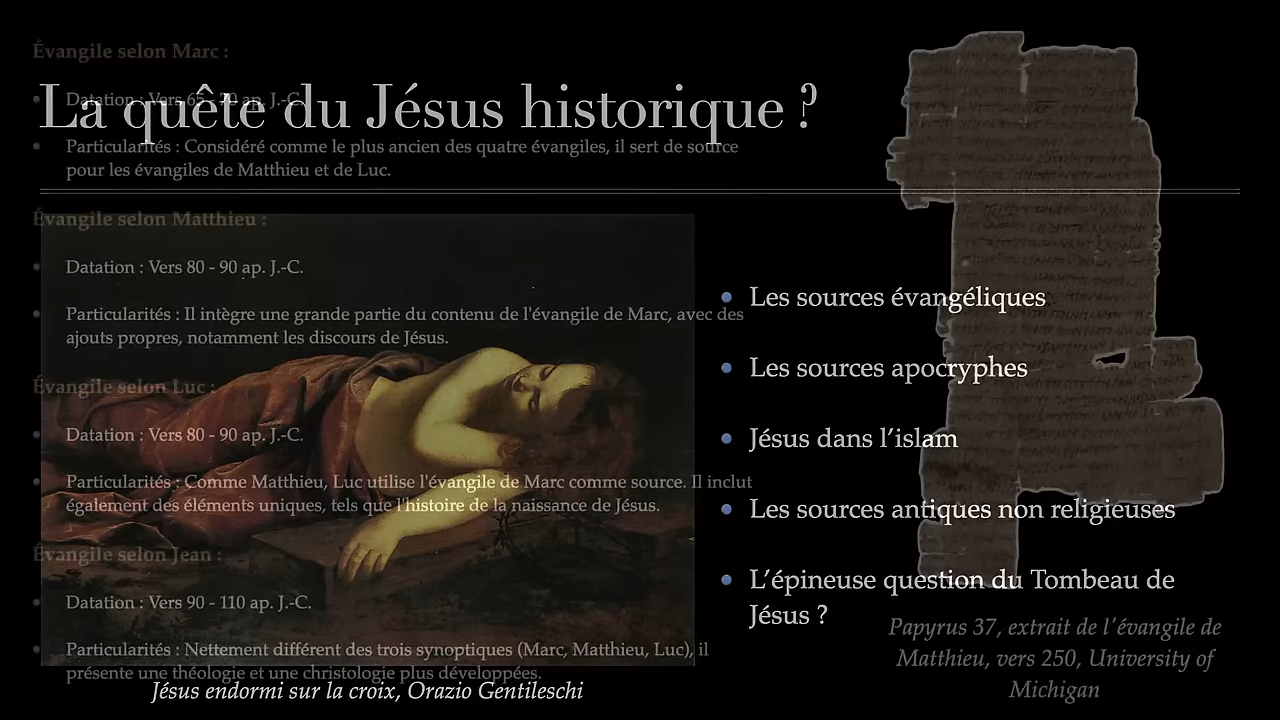 La quête du Jésus historique ?
Les sources évangéliques
Les sources apocryphes
Jésus dans l’islam
Les sources antiques non religieuses
L’épineuse question du Tombeau de
Jésus ?
Jésus endormi sur la croix, Orazio Gentileschi
Évangile selon Marc :
Datation : Vers 65 - 70 ap. J.-C.
Particularités : Considéré comme le plus ancien des quatre évangiles, il sert de source
pour les évangiles de Matthieu et de Luc.
Évangile selon Matthieu :
Datation : Vers 80 - 90 ap. J.-C.
Particularités : Il intègre une grande partie du contenu de l'évangile de Marc, avec des
ajouts propres, notamment les discours de Jésus.
Évangile selon Luc :
Datation : Vers 80 - 90 ap. J.-C.
Particularités : Comme Matthieu, Luc utilise l'évangile de Marc comme source. Il inclut
également des éléments uniques, tels que l'histoire de la naissance de Jésus.
Évangile selon Jean :
Datation : Vers 90 - 110 ap. J.-C.
Particularités : Nettement différent des trois synoptiques (Marc, Matthieu, Luc), il
présente une théologie et une christologie plus développées.
Papyrus 37, extrait de l'évangile de
Matthieu, vers 250, University of
Michigan